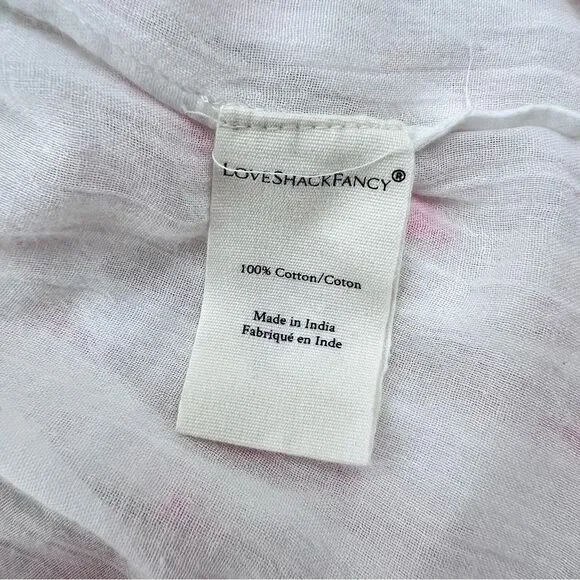 LOVESHACKFANCY®
100% Cotton/Coton
Made in India
Fabriqué en Inde